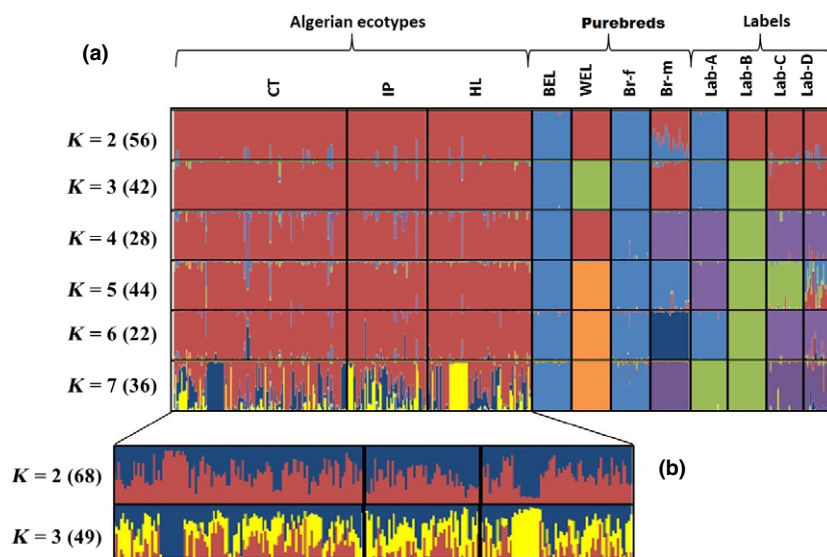 Algerian ecotypes
Purebreds
Labels
(a)
CT
IP
HL
BEL
WEL
Br-f
Br-m
Lab-A
Lab-B
Lab-C
Lab-D
K = 2 (56)
K = 3 (42)
K = 4 (28)
K = 5 (44)
K = 6 (22)
K = 7 (36)
K = 2 (68)
(b)
K = 3 (49)